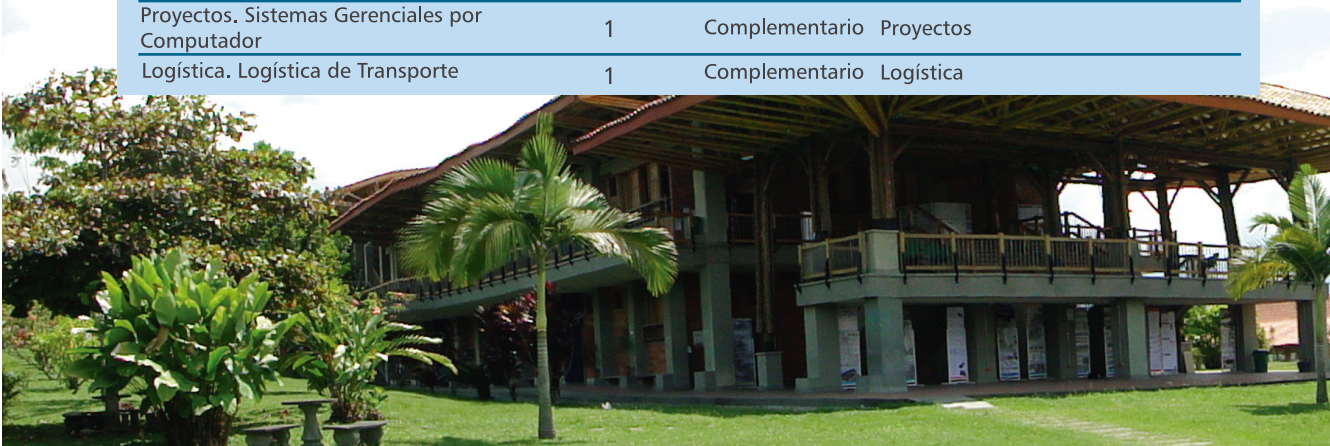 Proyectos. Sistemas Gerenciales por
Computador 1 Complementario Proyectos
Logística. Logística de Transporte 1 Complementario Logística